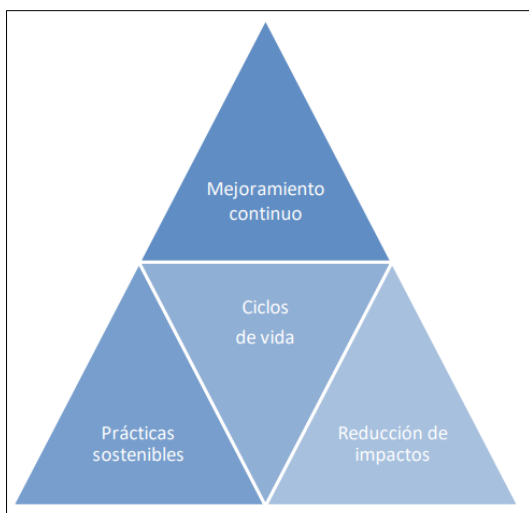 Mejoramiento
continuo
Ciclos
de vida
Prácticas
sostenibles
Reducción de
impactos